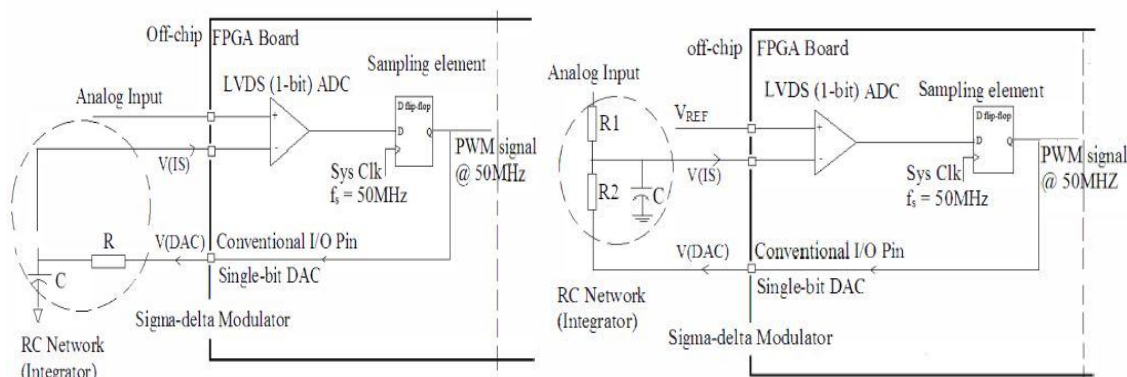 Off-chip FPGA Board
Sampling element
LVDS (1-bit) ADC
Analog Input
D flip-flop
+
D
Q
-
V(IS)
Sys Clk
fs = 50MHz
PWM signal
@ 50MHz
V(DAC)
Conventional I/O Pin
R
Single-bit DAC
C
Sigma-delta Modulator
RC Network
(Integrator)
off-chip FPGA Board
Analog Input
LVDS (1-bit) ADC
Sampling element
VREF
R1
D flip-flop
+
D
Q
-
V(IS)
R2
C
Sys Clk
fs = 50MHz
PWM signal
@ 50MHZ
V(DAC)
Conventional I/O Pin
Single-bit DAC
RC Network
(Integrator)
Sigma-delta Modulator